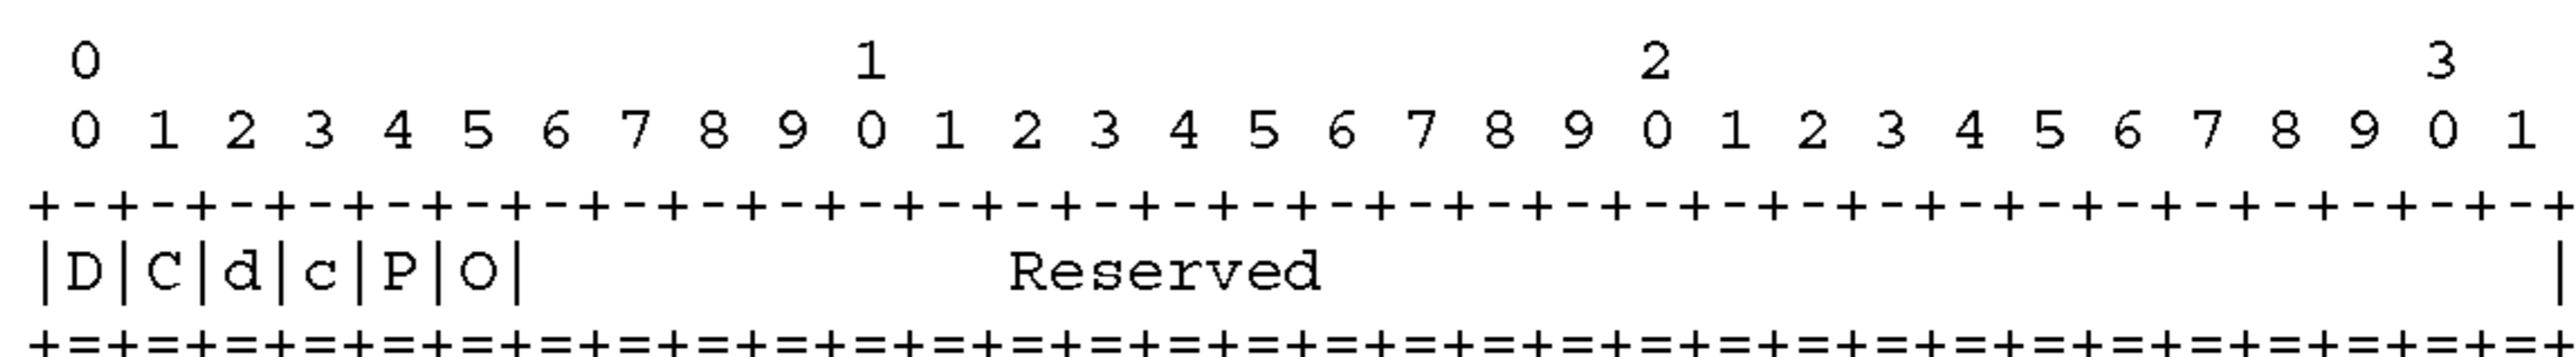 0                   1                   2                   3
 0 1 2 3 4 5 6 7 8 9 0 1 2 3 4 5 6 7 8 9 0 1 2 3 4 5 6 7 8 9 0 1
+-+-+-+-+-+-+-+-+-+-+-+-+-+-+-+-+-+-+-+-+-+-+-+-+-+-+-+-+-+-+-+-+
|D|C|d|c|P|O|            Reserved                               |
+=+=+=+=+=+=+=+=+=+=+=+=+=+=+=+=+=+=+=+=+=+=+=+=+=+=+=+=+=+=+=+=+